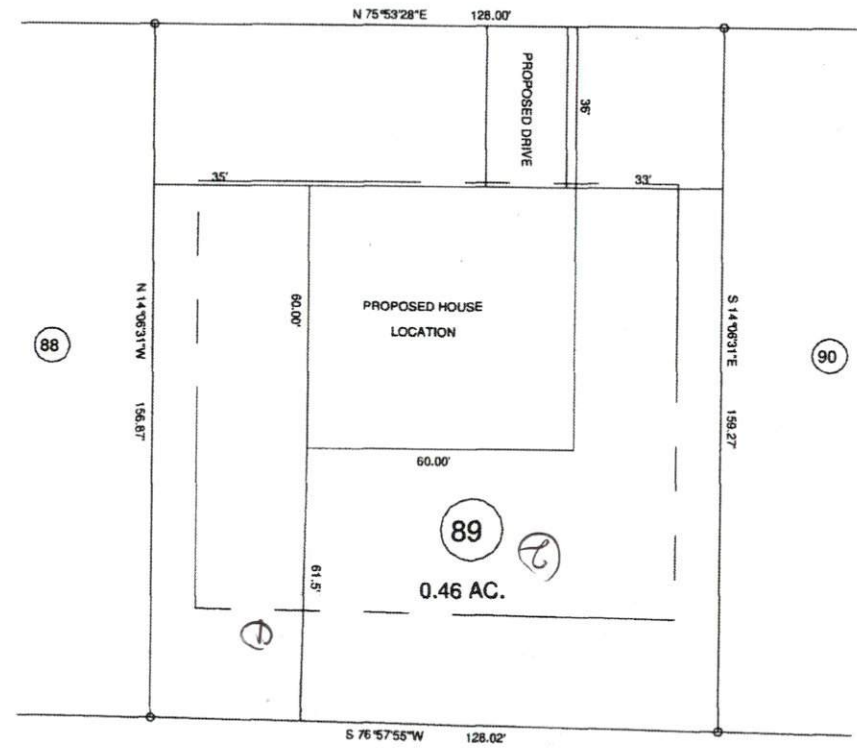 N 75°53'28"E 128.00'
PROPOSED DRIVE
36'
35'
33'
N 14°06'31"W 156.87'
60.00'
PROPOSED HOUSE
LOCATION
S 14°06'31"E 159.27'
88
90
60.00'
89
2
0.46 AC.
61.5'
S 76°57'55"W 128.02'